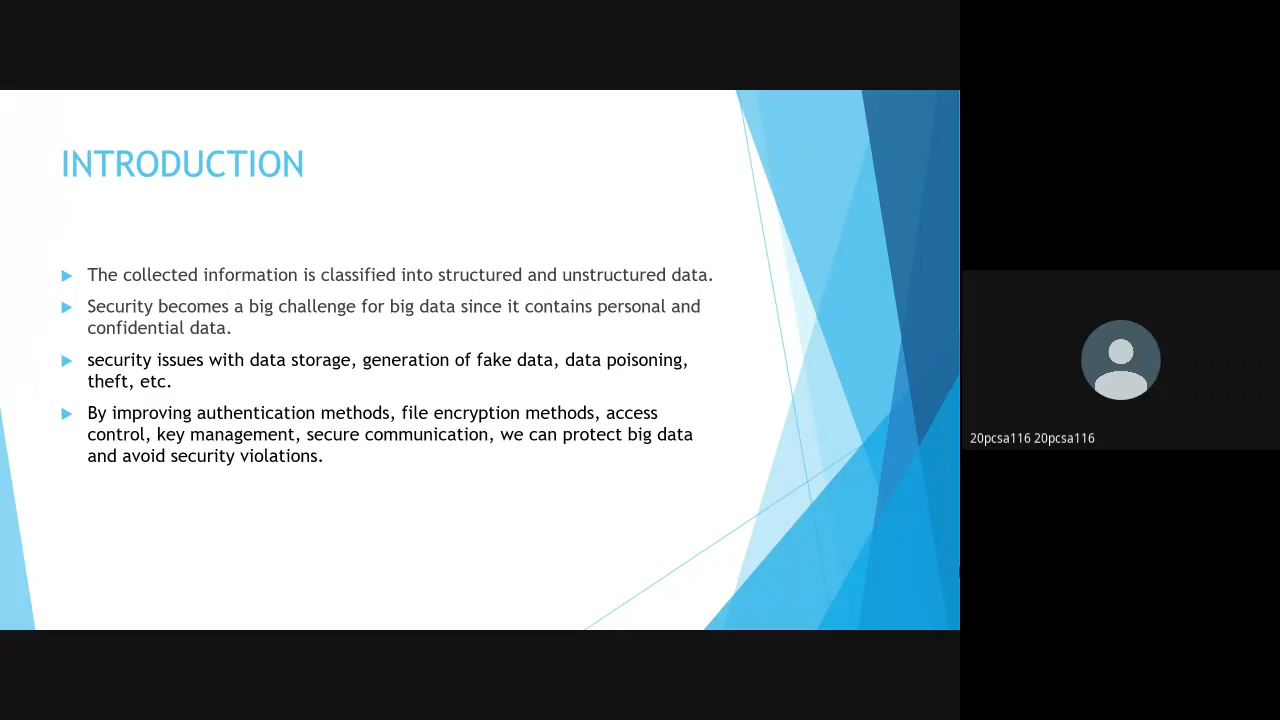 INTRODUCTION
The collected information is classified into structured and unstructured data.
Security becomes a big challenge for big data since it contains personal and
confidential data.
security issues with data storage, generation of fake data, data poisoning,
theft, etc.
By improving authentication methods, file encryption methods, access
control, key management, secure communication, we can protect big data
and avoid security violations.
20pcsa116 20pcsa116